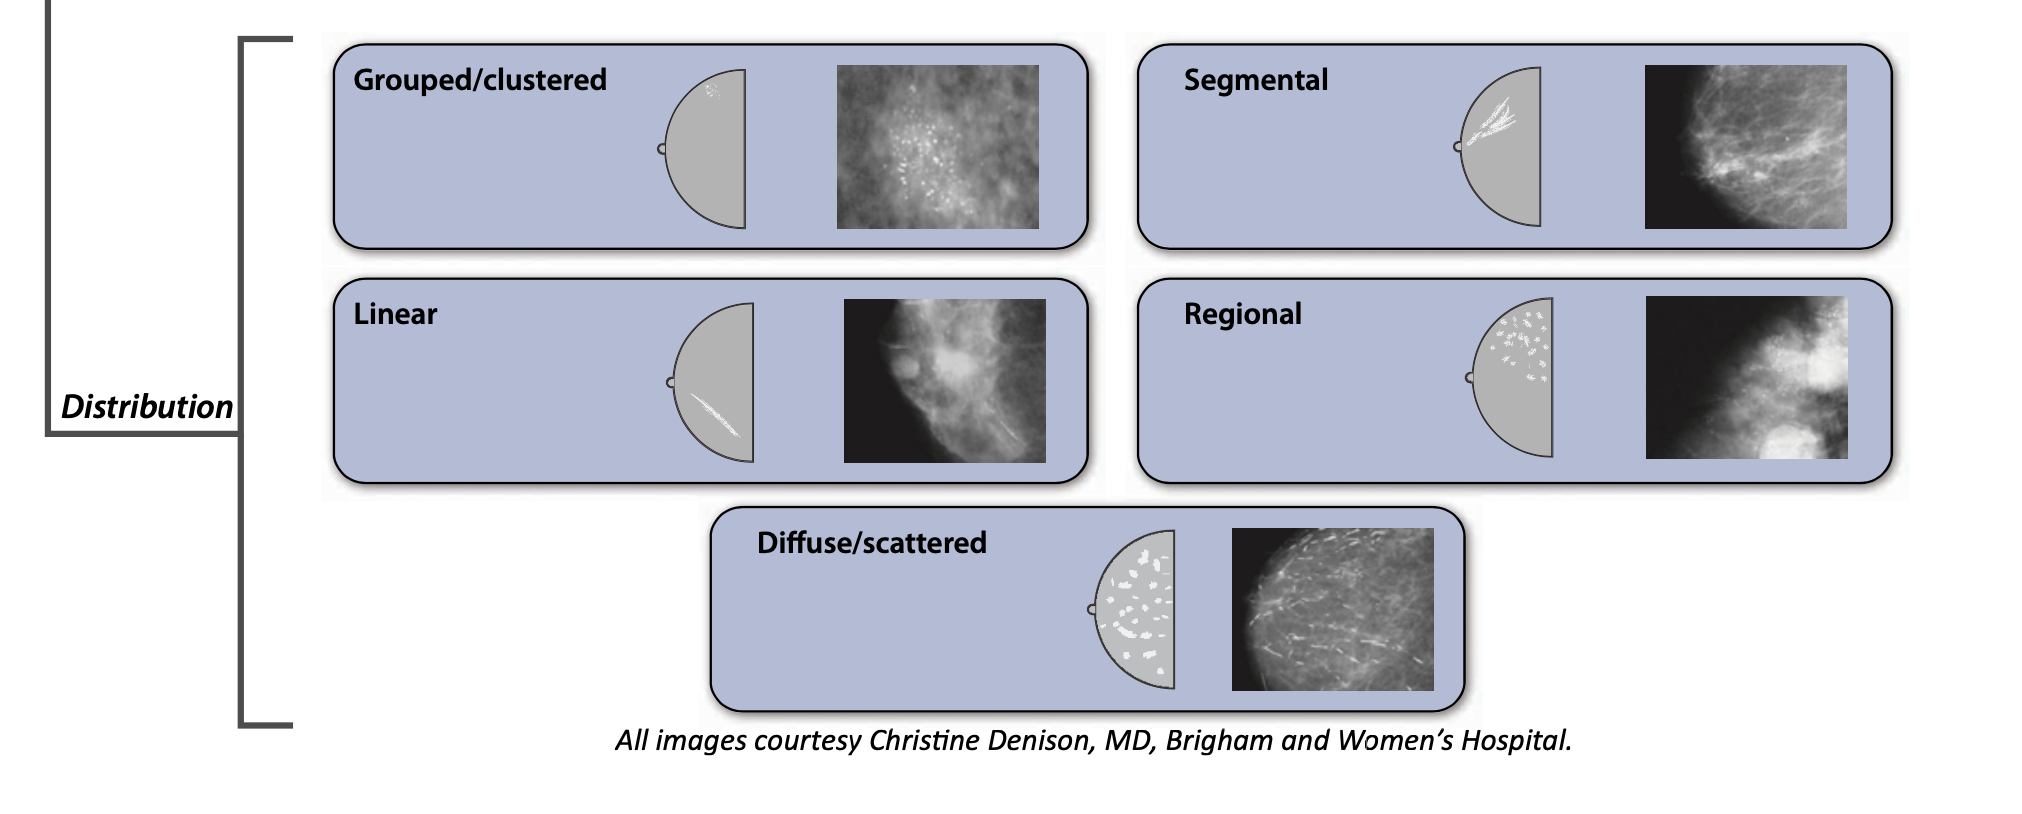 Grouped/clustered
Segmental
Linear
Regional
Distribution
Diffuse/scattered
All images courtesy Christine Denison, MD, Brigham and Women’s Hospital.